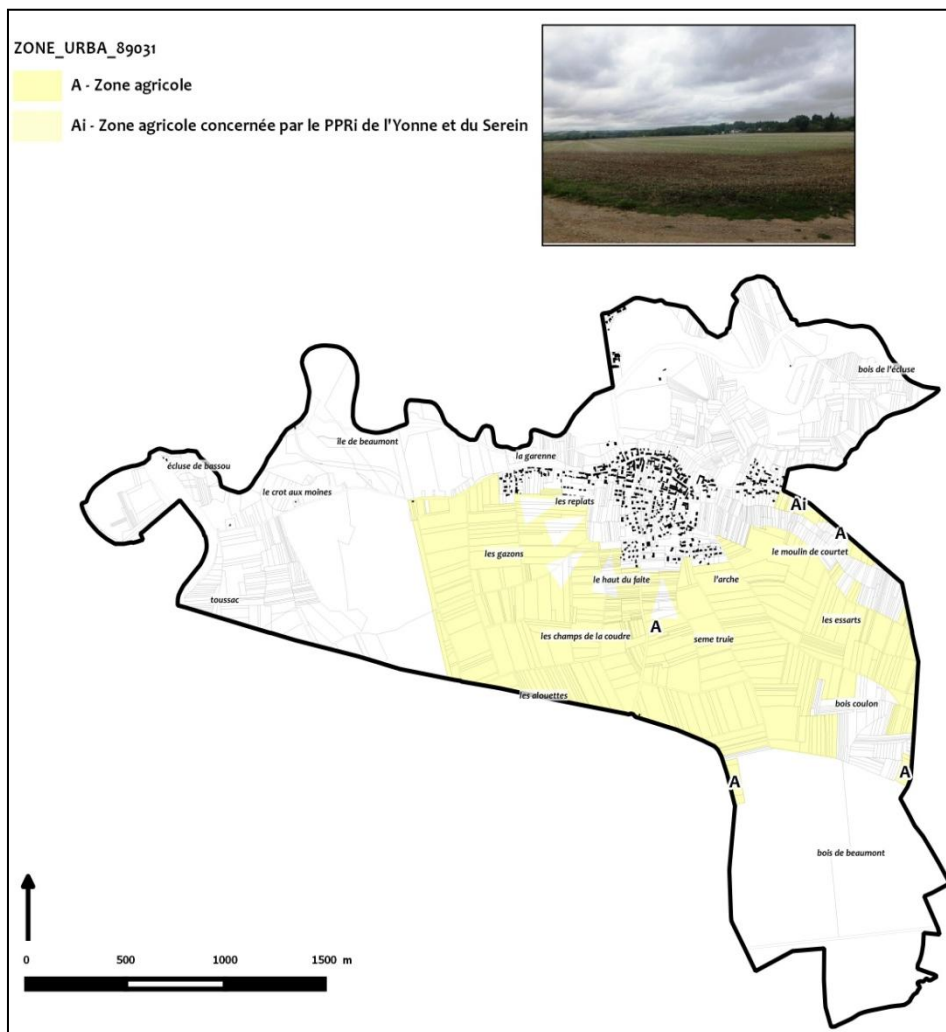 ZONE_URBA_89031
A - Zone agricole
Ai - Zone agricole concernée par le PPRi de l'Yonne et du Serein
bois de l'écluse
île de beaumont
la garenne
écluse de bassou
le crot aux moines
les replats
Ai
A
les gazons
le moulin de courtet
le haut du faîte
l'arche
toussac
les essarts
A
les champs de la coudre
seme truie
les alouettes
bois coulon
A
A
bois de beaumont
0 500 1000 1500 m